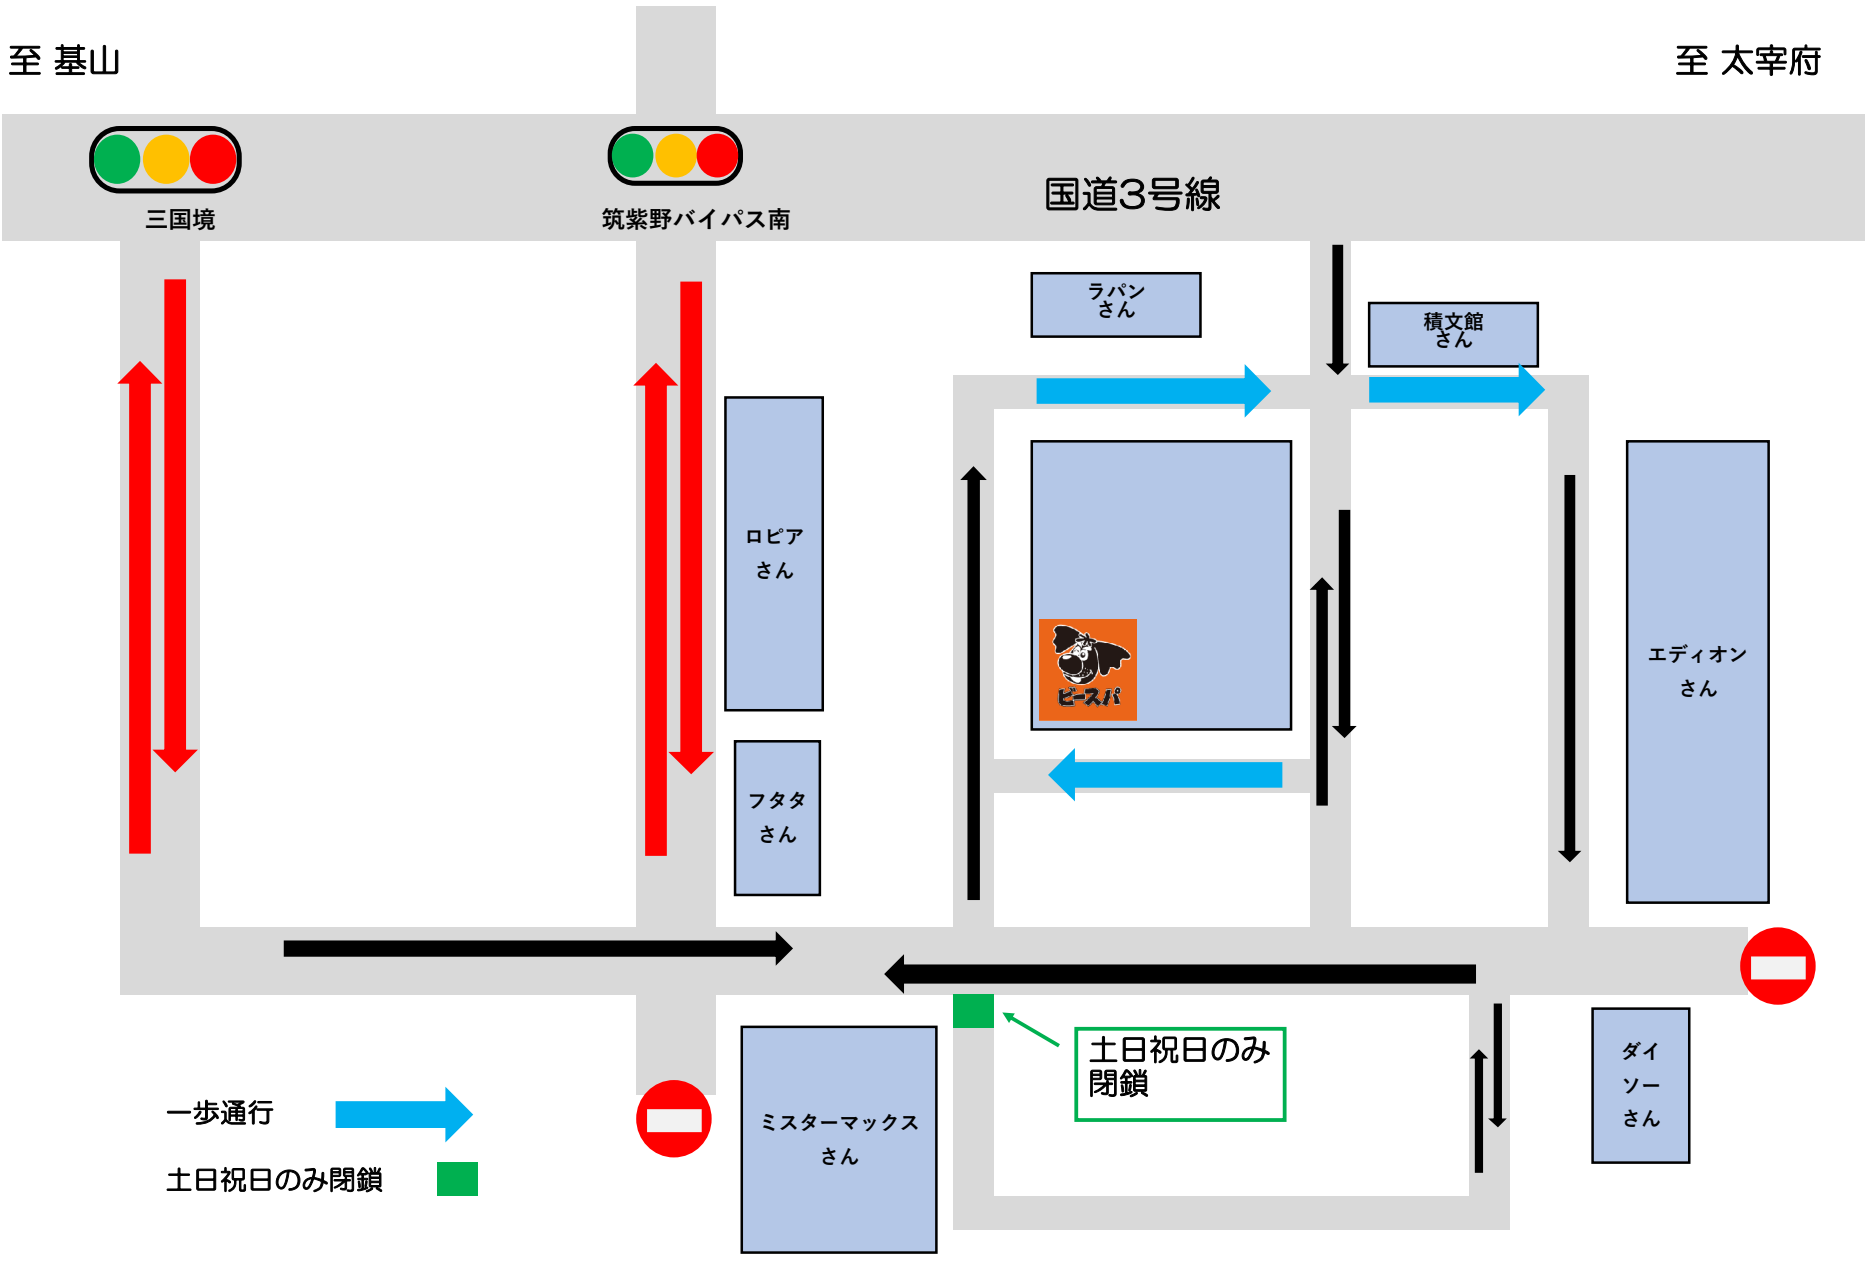 至 基山
至 太宰府
国道3号線
三国境
筑紫野バイパス南
ラパン
さん
積文館
さん
ロピア
さん
ビースパ
エディオン
さん
フタタ
さん
土日祝日のみ
閉鎖
ダイ
ソー
さん
ミスターマックス
さん
一歩通行
土日祝日のみ閉鎖